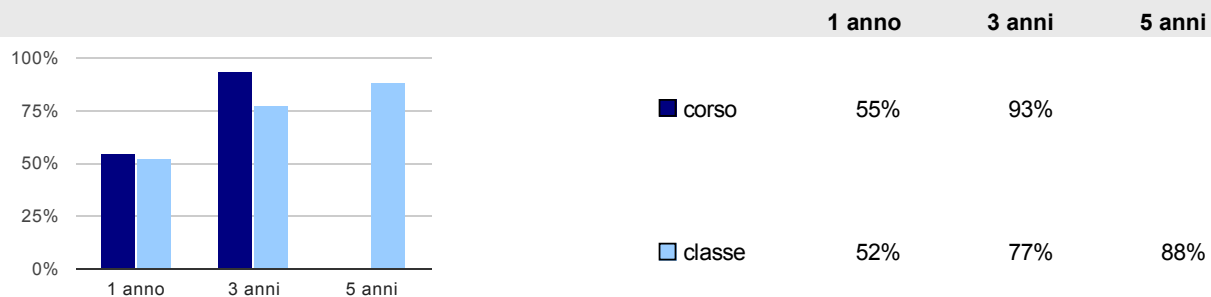 1 anno 3 anni 5 anni
100%
75%
50%
25%
0%
1 anno 3 anni 5 anni
corso 55% 93%
classe 52% 77% 88%